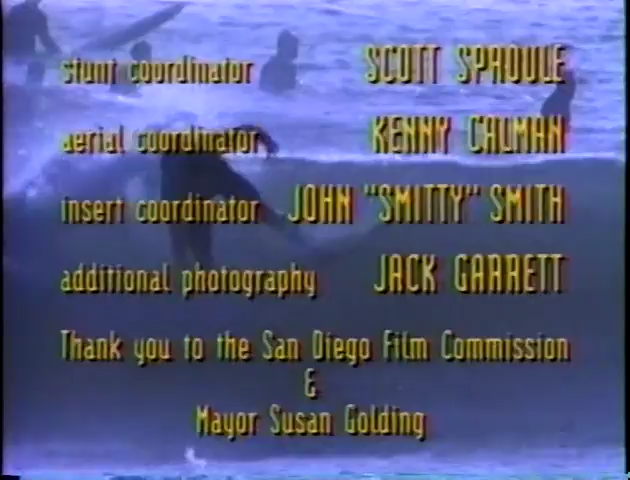 stunt coordinator SCOTT SPROULE
aerial coordinator KENNY CALMAN
insert coordinator JOHN "SMITTY" SMITH
additional photography JACK GARRETT
Thank you to the San Diego Film Commission
&
Mayor Susan Golding